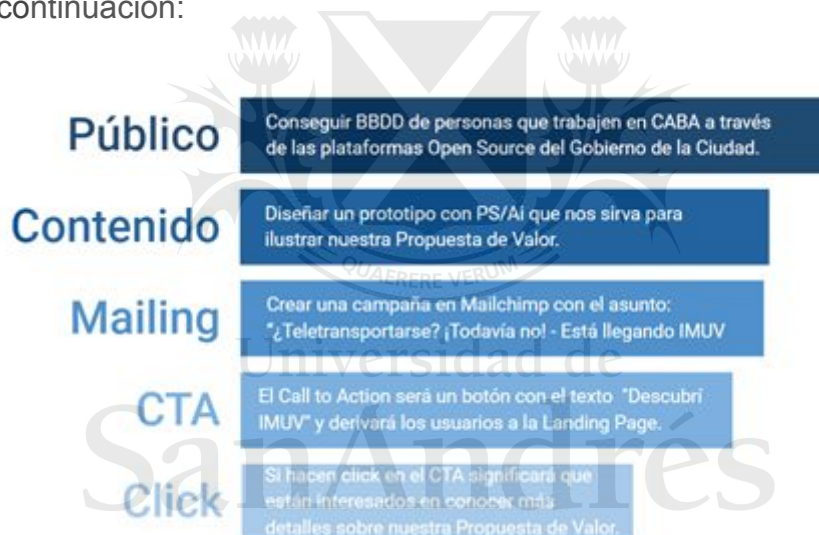 continuación:
Público
Conseguir BBDD de personas que trabajen en CABA a través
de las plataformas Open Source del Gobierno de la Ciudad.
Contenido
Diseñar un prototipo con PS/Ai que nos sirva para
ilustrar nuestra Propuesta de Valor.
QUAERERE VERUM
Mailing
Crear una campaña en Mailchimp con el asunto:
"¿Teletransportarse? ¡Todavía no! - Está llegando IMUV
Universidad de
CTA
El Call to Action será un botón con el texto "Descubrí
IMUV" y derivará los usuarios a la Landing Page.
SanAndrés
Click
Si hacen click en el CTA significará que
están interesados en conocer más
detalles sobre nuestra Propuesta de Valor.